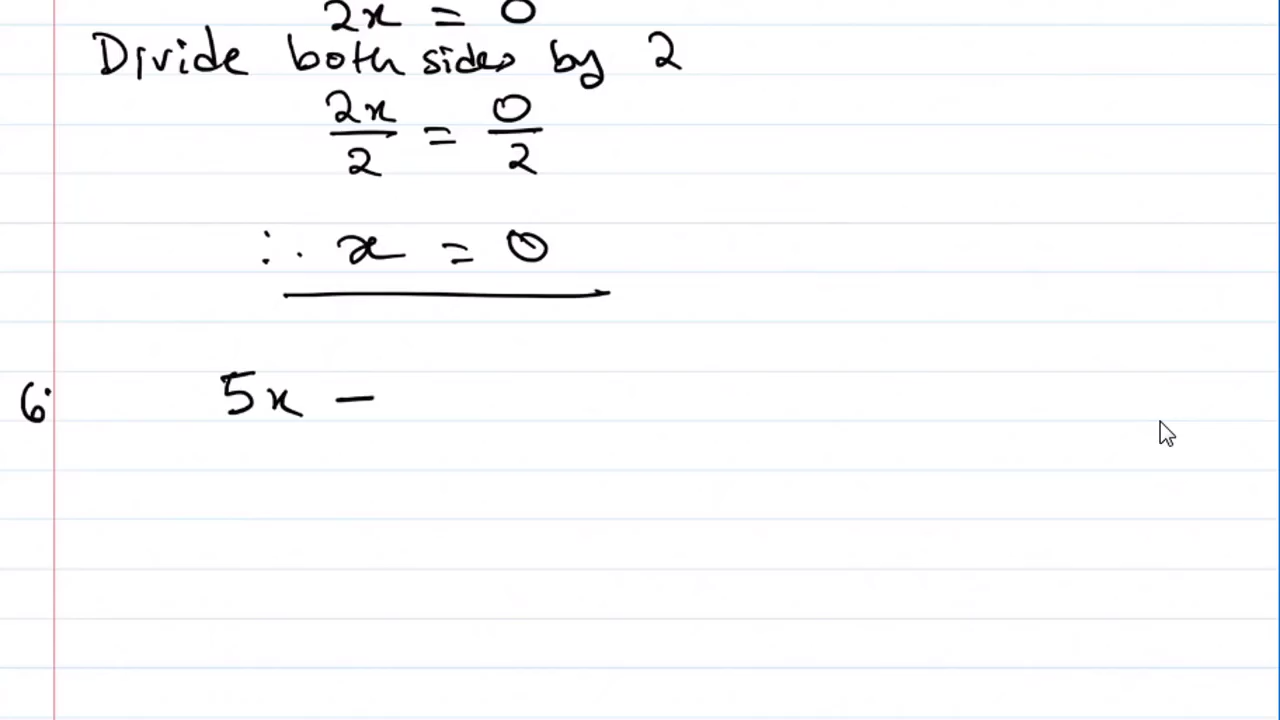 2x = 0
Divide both sides by 2
2x/2 = 0/2
∴ x = 0
6. 5x −